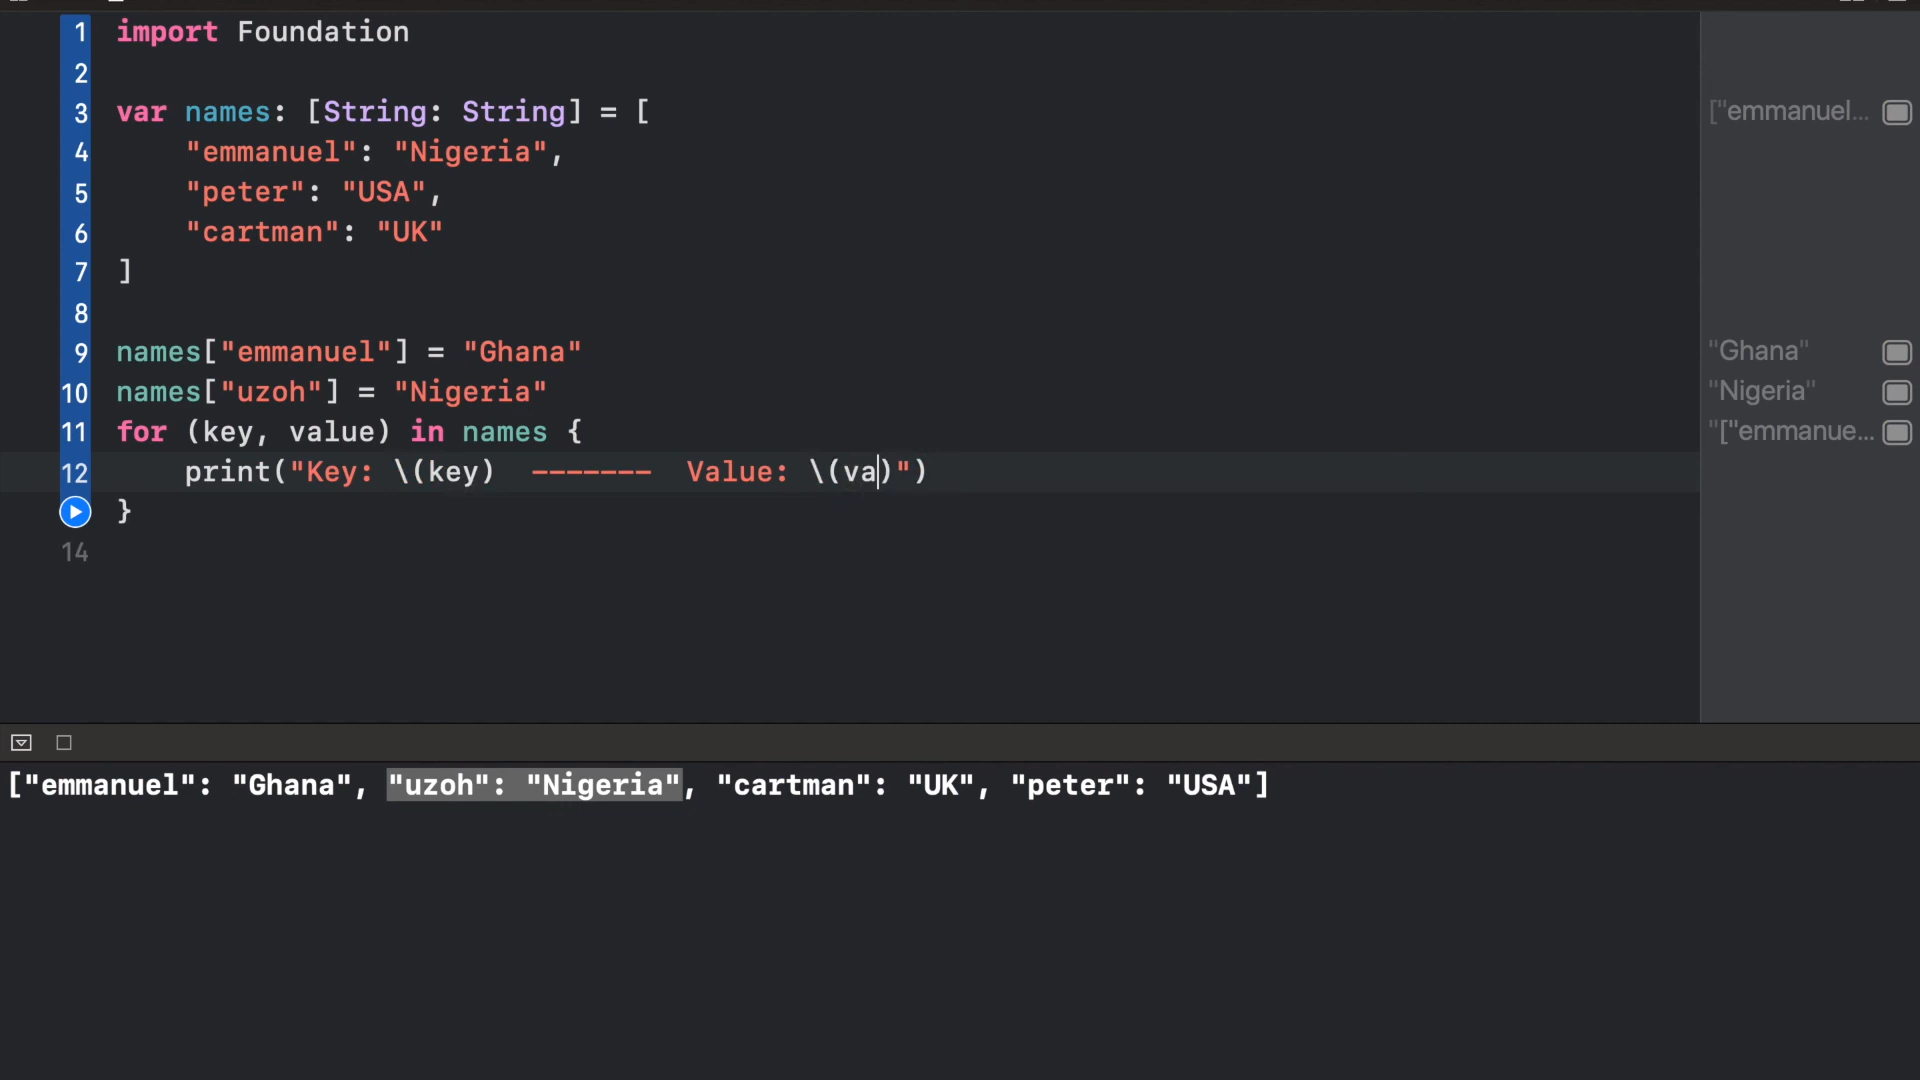 1 import Foundation
2
3 var names: [String: String] = [ ["emmanuel...
4 "emmanuel": "Nigeria",
5 "peter": "USA",
6 "cartman": "UK"
7 ]
8
9 names["emmanuel"] = "Ghana" "Ghana"
10 names["uzoh"] = "Nigeria" "Nigeria"
11 for (key, value) in names { "["emmanue...
12 print("Key: \(key)  -------  Value: \(va)")
}
14
["emmanuel": "Ghana", "uzoh": "Nigeria", "cartman": "UK", "peter": "USA"]